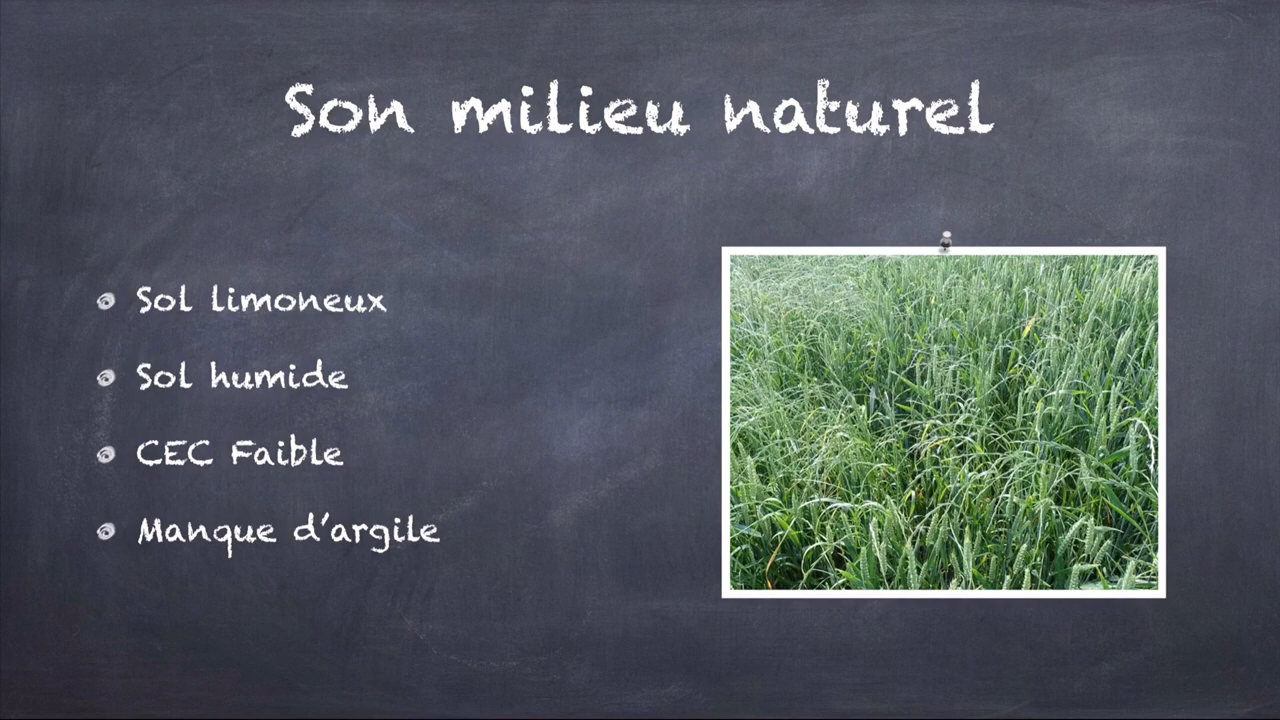 Son milieu naturel
Sol limoneux
Sol humide
CEC Faible
Manque d'argile